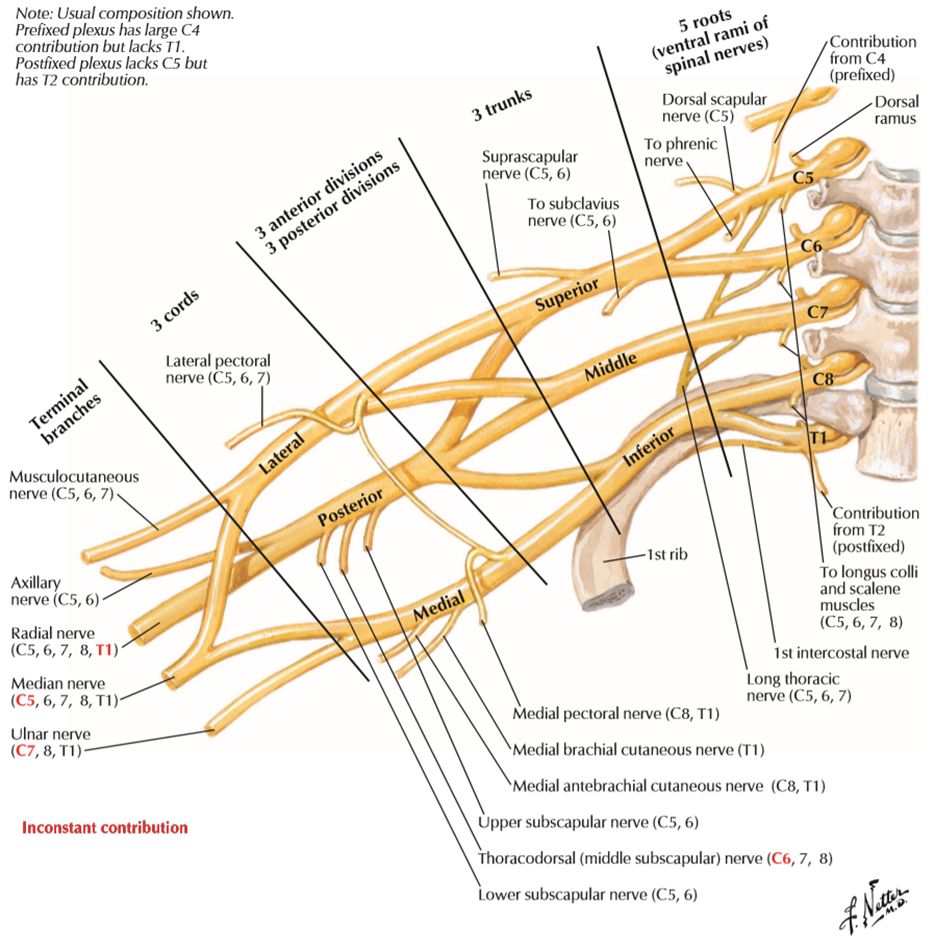 Note: Usual composition shown.
Prefixed plexus has large C4
contribution but lacks T1.
Postfixed plexus lacks C5 but
has T2 contribution.
5 roots
(ventral rami of
spinal nerves)
Contribution
from C4
(prefixed)
3 trunks
Dorsal scapular
nerve (C5)
Dorsal
ramus
3 anterior divisions
3 posterior divisions
Suprascapular
nerve (C5, 6)
To phrenic
nerve
To subclavius
nerve (C5, 6)
C5
C6
C7
C8
T1
3 cords
Superior
Middle
Inferior
Lateral pectoral
nerve (C5, 6, 7)
Terminal
branches
Lateral
Posterior
Medial
Musculocutaneous
nerve (C5, 6, 7)
Axillary
nerve (C5, 6)
Radial nerve
(C5, 6, 7, 8, T1)
Median nerve
(C5, 6, 7, 8, T1)
Ulnar nerve
(C7, 8, T1)
1st rib
Contribution
from T2
(postfixed)
To longus colli
and scalene
muscles
(C5, 6, 7, 8)
1st intercostal nerve
Long thoracic
nerve (C5, 6, 7)
Medial pectoral nerve (C8, T1)
Medial brachial cutaneous nerve (T1)
Medial antebrachial cutaneous nerve (C8, T1)
Upper subscapular nerve (C5, 6)
Thoracodorsal (middle subscapular) nerve (C6, 7, 8)
Lower subscapular nerve (C5, 6)
Inconstant contribution
F. Netter
M.D.